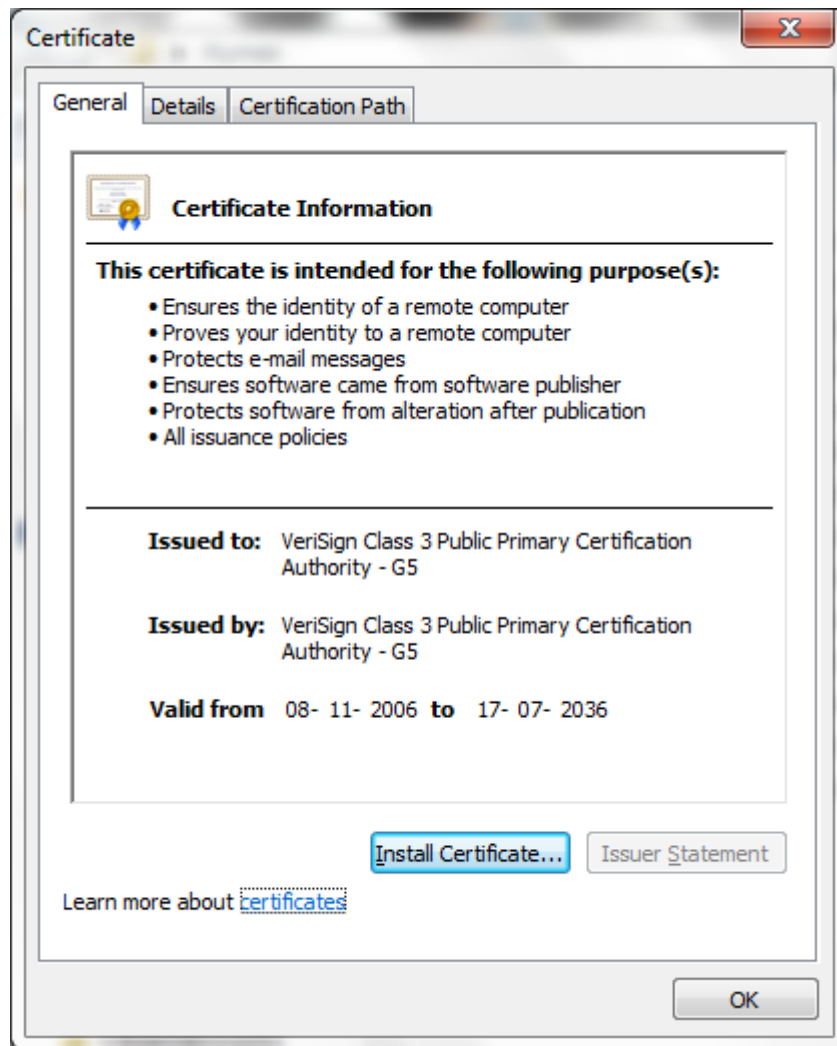 Certificate
General Details Certification Path
Certificate Information
This certificate is intended for the following purpose(s):
• Ensures the identity of a remote computer
• Proves your identity to a remote computer
• Protects e-mail messages
• Ensures software came from software publisher
• Protects software from alteration after publication
• All issuance policies
Issued to: VeriSign Class 3 Public Primary Certification
Authority - G5
Issued by: VeriSign Class 3 Public Primary Certification
Authority - G5
Valid from 08- 11- 2006 to 17- 07- 2036
Install Certificate... Issuer Statement
Learn more about certificates
OK